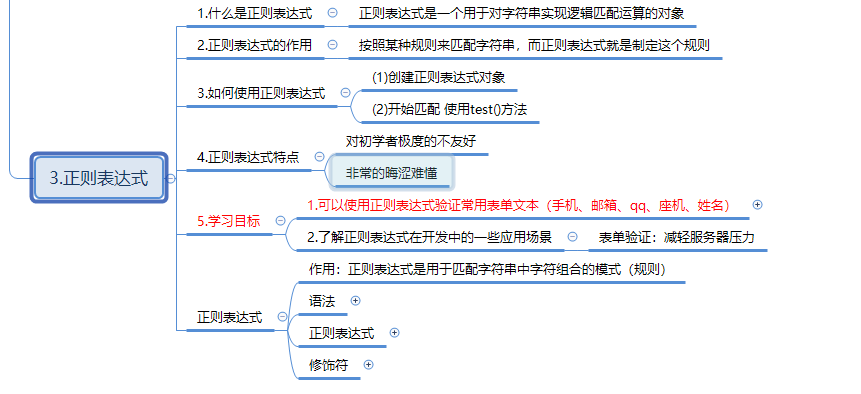 1.什么是正则表达式
正则表达式是一个用于对字符串实现逻辑匹配运算的对象
2.正则表达式的作用
按照某种规则来匹配字符串，而正则表达式就是制定这个规则
3.如何使用正则表达式
(1)创建正则表达式对象
(2)开始匹配 使用test()方法
4.正则表达式特点
对初学者极度的不友好
非常的晦涩难懂
3.正则表达式
5.学习目标
1.可以使用正则表达式验证常用表单文本（手机、邮箱、qq、座机、姓名）
2.了解正则表达式在开发中的一些应用场景
表单验证：减轻服务器压力
正则表达式
作用：正则表达式是用于匹配字符串中字符组合的模式（规则）
语法
正则表达式
修饰符